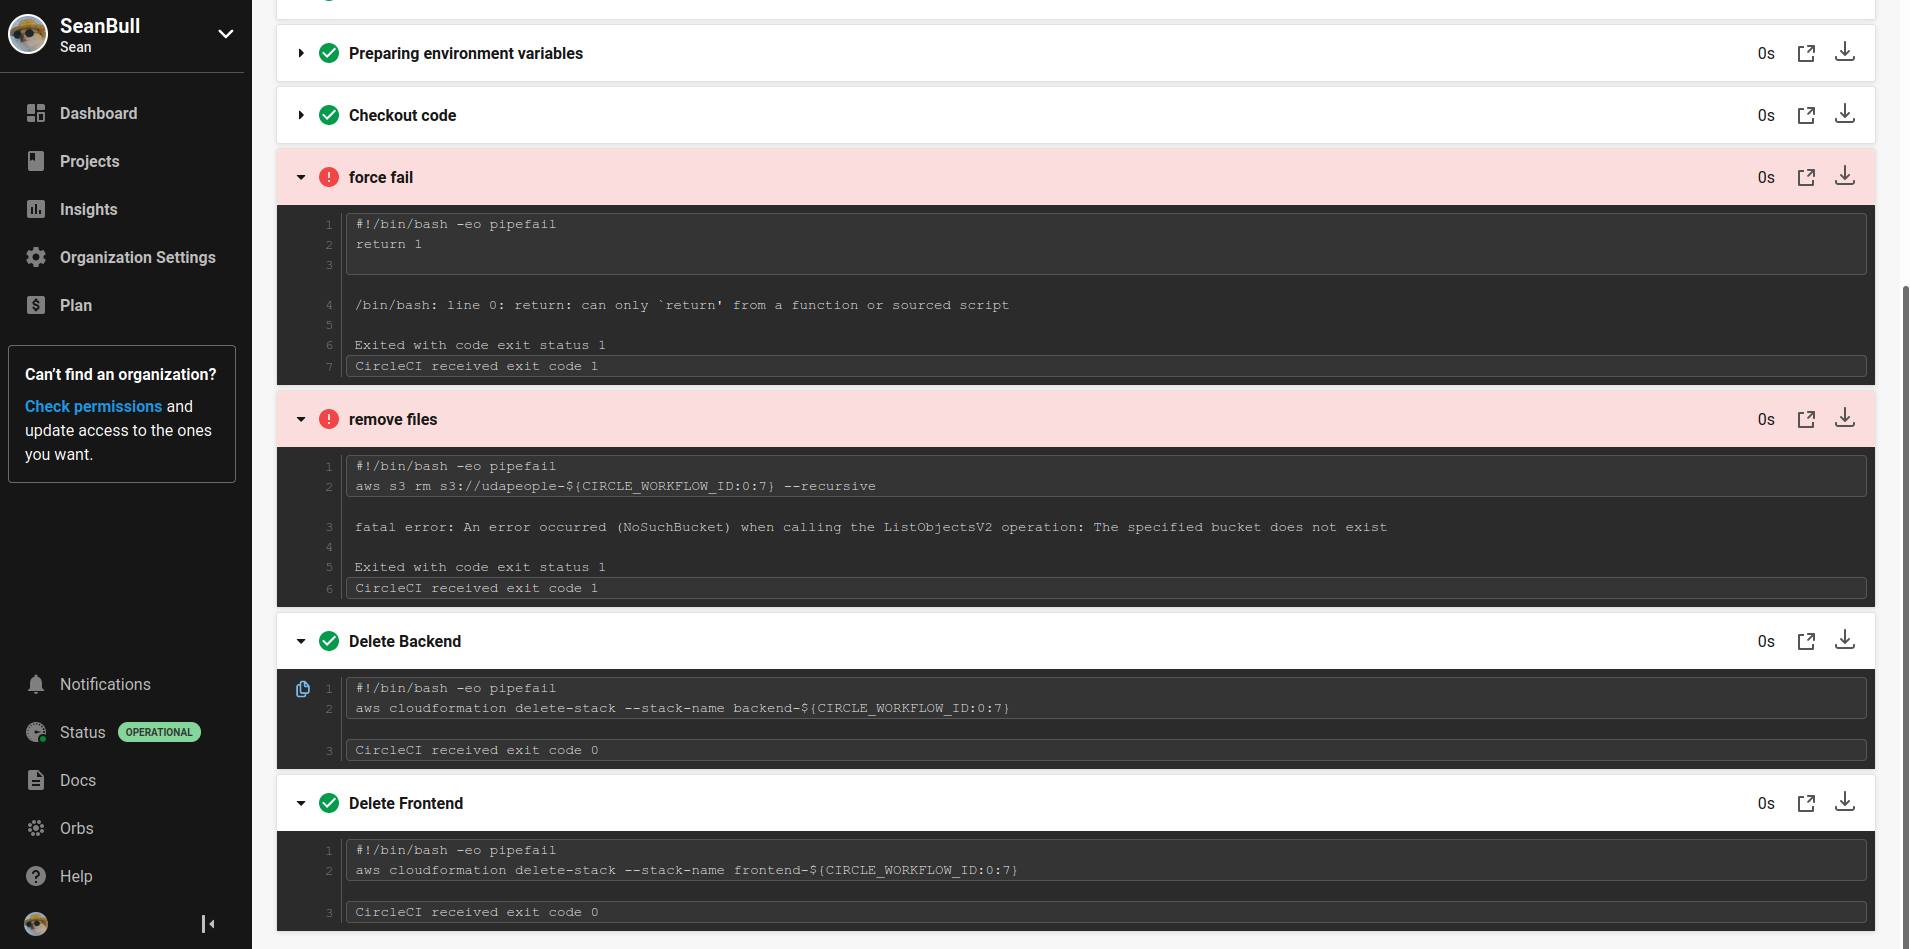 SeanBull
Sean
Dashboard
Projects
Insights
Organization Settings
Plan
Can't find an organization?
Check permissions and
update access to the ones
you want.
Notifications
Status OPERATIONAL
Docs
Orbs
Help
Preparing environment variables 0s
Checkout code 0s
force fail 0s
1 #!/bin/bash -eo pipefail
2 return 1
3
4 /bin/bash: line 0: return: can only `return' from a function or sourced script
5
6 Exited with code exit status 1
7 CircleCI received exit code 1
remove files 0s
1 #!/bin/bash -eo pipefail
2 aws s3 rm s3://udapeople-${CIRCLE_WORKFLOW_ID:0:7} --recursive
3 fatal error: An error occurred (NoSuchBucket) when calling the ListObjectsV2 operation: The specified bucket does not exist
4
5 Exited with code exit status 1
6 CircleCI received exit code 1
Delete Backend 0s
1 #!/bin/bash -eo pipefail
2 aws cloudformation delete-stack --stack-name backend-${CIRCLE_WORKFLOW_ID:0:7}
3 CircleCI received exit code 0
Delete Frontend 0s
1 #!/bin/bash -eo pipefail
2 aws cloudformation delete-stack --stack-name frontend-${CIRCLE_WORKFLOW_ID:0:7}
3 CircleCI received exit code 0